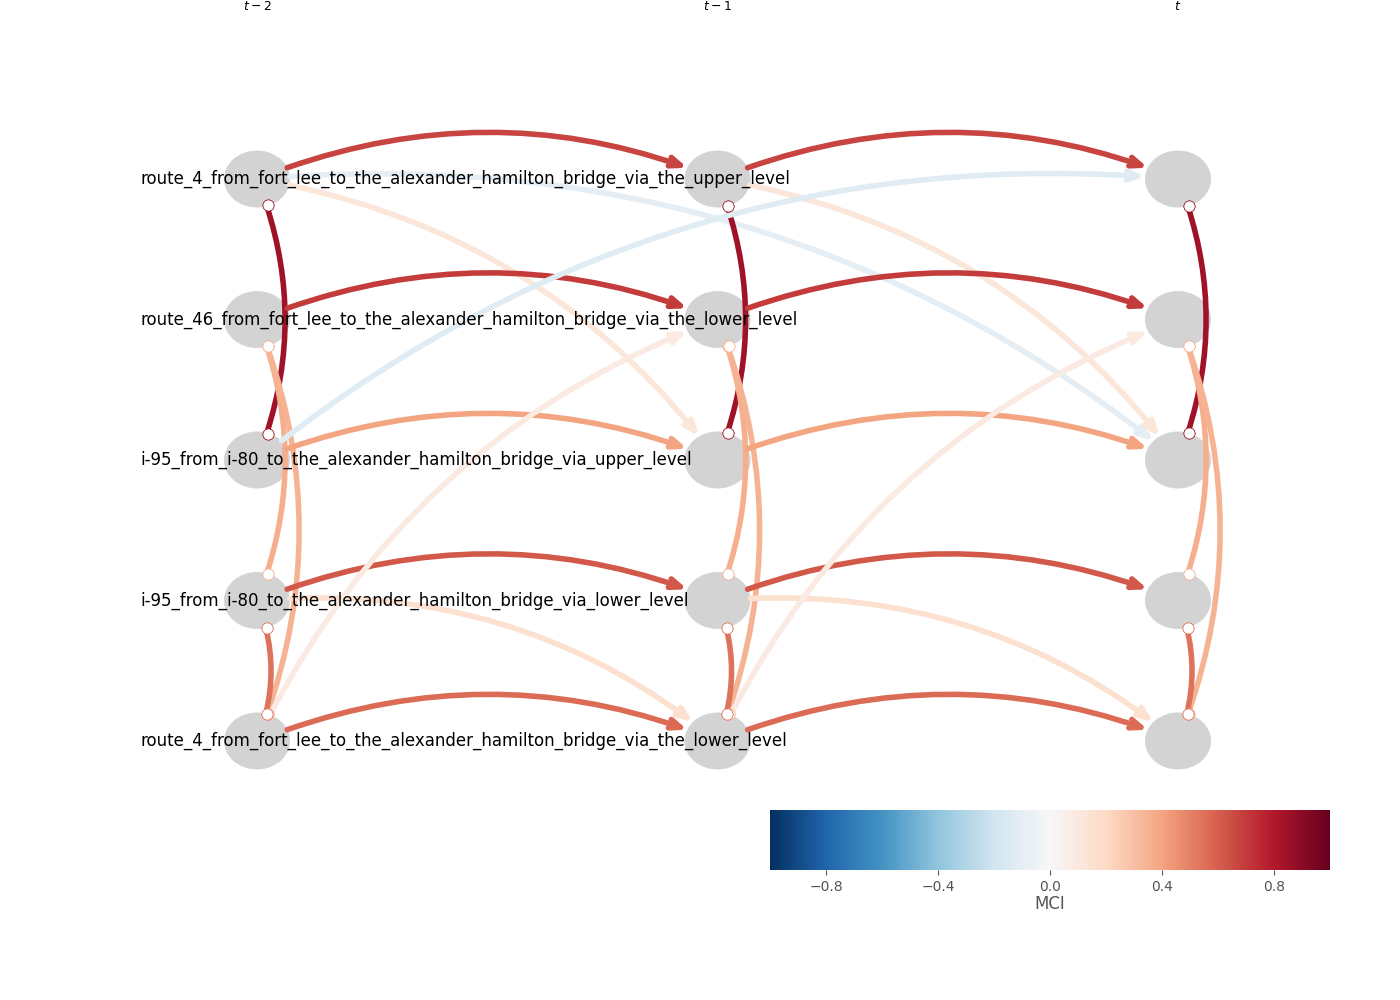 t − 2 t − 1 t
route_4_from_fort_lee_to_the_alexander_hamilton_bridge_via_the_upper_level
route_46_from_fort_lee_to_the_alexander_hamilton_bridge_via_the_lower_level
i-95_from_i-80_to_the_alexander_hamilton_bridge_via_upper_level
i-95_from_i-80_to_the_alexander_hamilton_bridge_via_lower_level
route_4_from_fort_lee_to_the_alexander_hamilton_bridge_via_the_lower_level
−0.8 −0.4 0.0 0.4 0.8
MCI